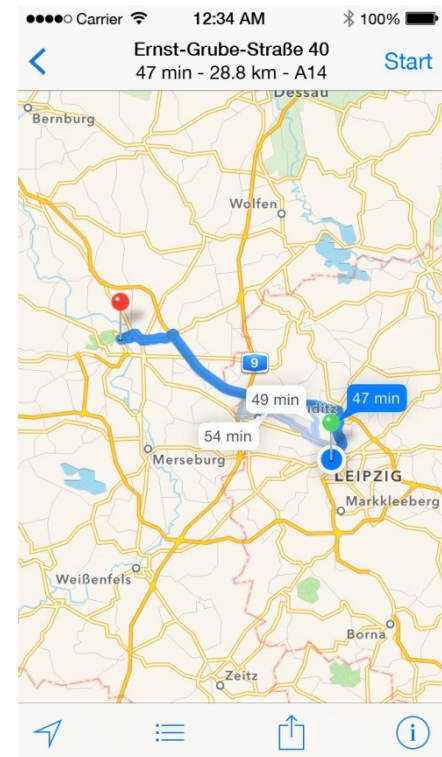 Carrier 12:34 AM 100%
Ernst-Grube-Straße 40
47 min - 28.8 km - A14
Start
Dessau
Bernburg
Wolfen
9
49 min
47 min
ditz
54 min
Merseburg
LEIPZIG
Markkleeberg
Weißenfels
Borna
Zeitz